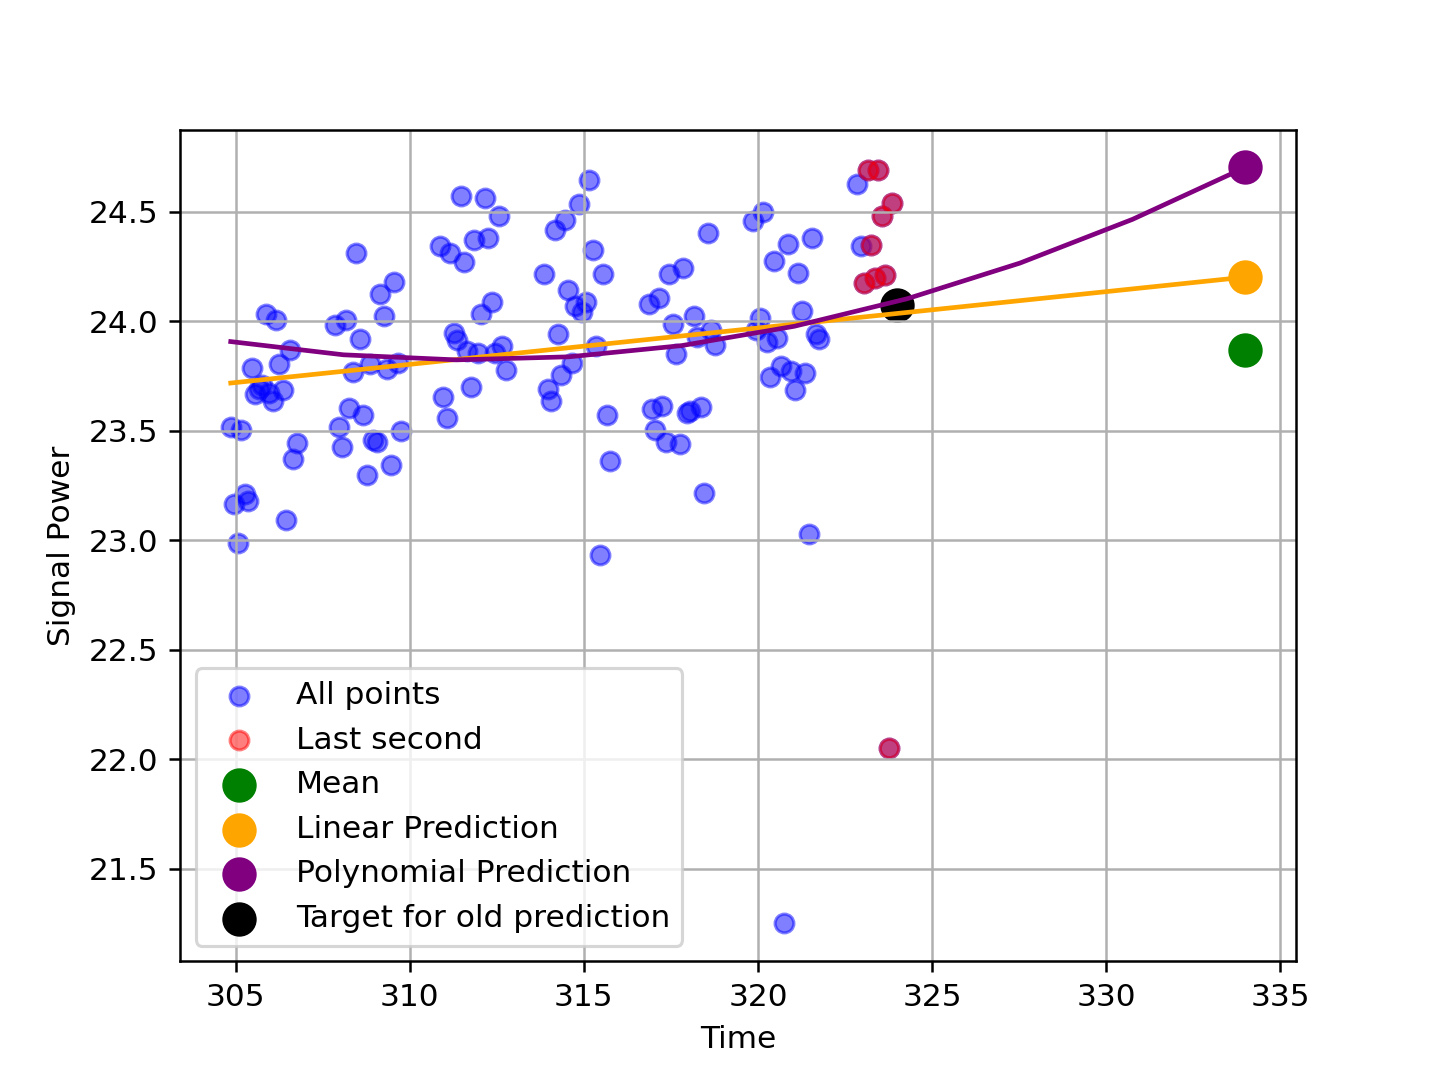 24.5
24.0
23.5
23.0
22.5
22.0
21.5
Signal Power
All points
Last second
Mean
Linear Prediction
Polynomial Prediction
Target for old prediction
305 310 315 320 325 330 335
Time